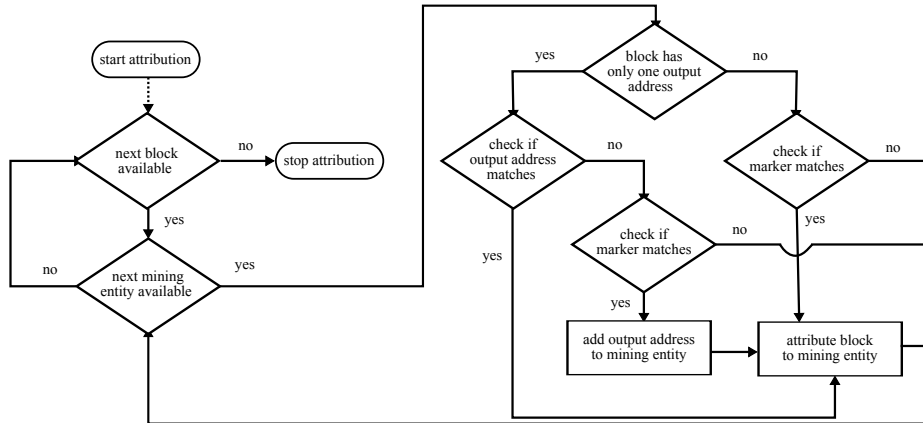 start attribution
next block
available
no
stop attribution
yes
next mining
entity available
no
yes
block has
only one output
address
yes
no
check if
output address
matches
no
yes
check if
marker matches
no
yes
check if
marker matches
no
yes
add output address
to mining entity
attribute block
to mining entity